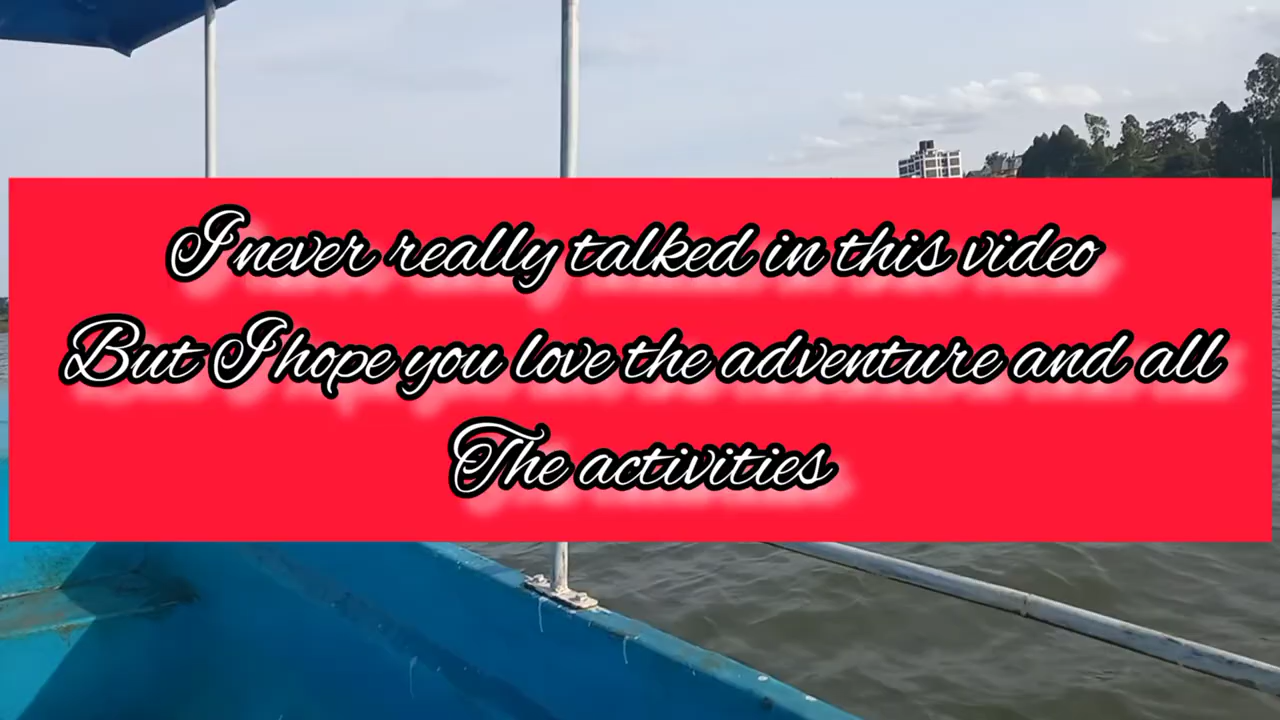 I never really talked in this video
But I hope you love the adventure and all
The activities